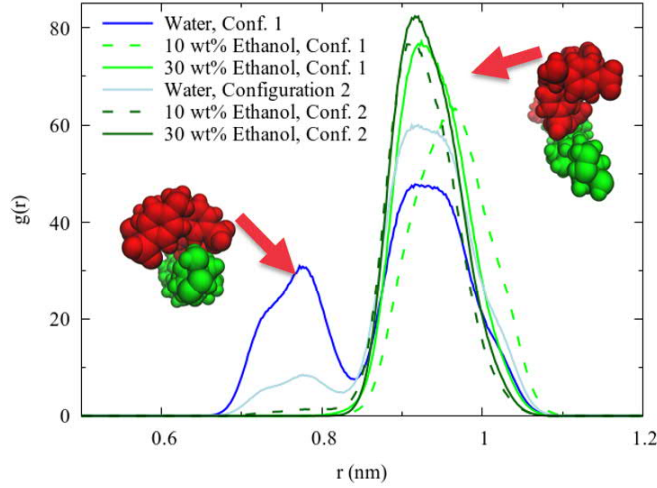 Water, Conf. 1
10 wt% Ethanol, Conf. 1
30 wt% Ethanol, Conf. 1
Water, Configuration 2
10 wt% Ethanol, Conf. 2
30 wt% Ethanol, Conf. 2
g(r)
80
60
40
20
0
0.6
0.8
1
1.2
r (nm)